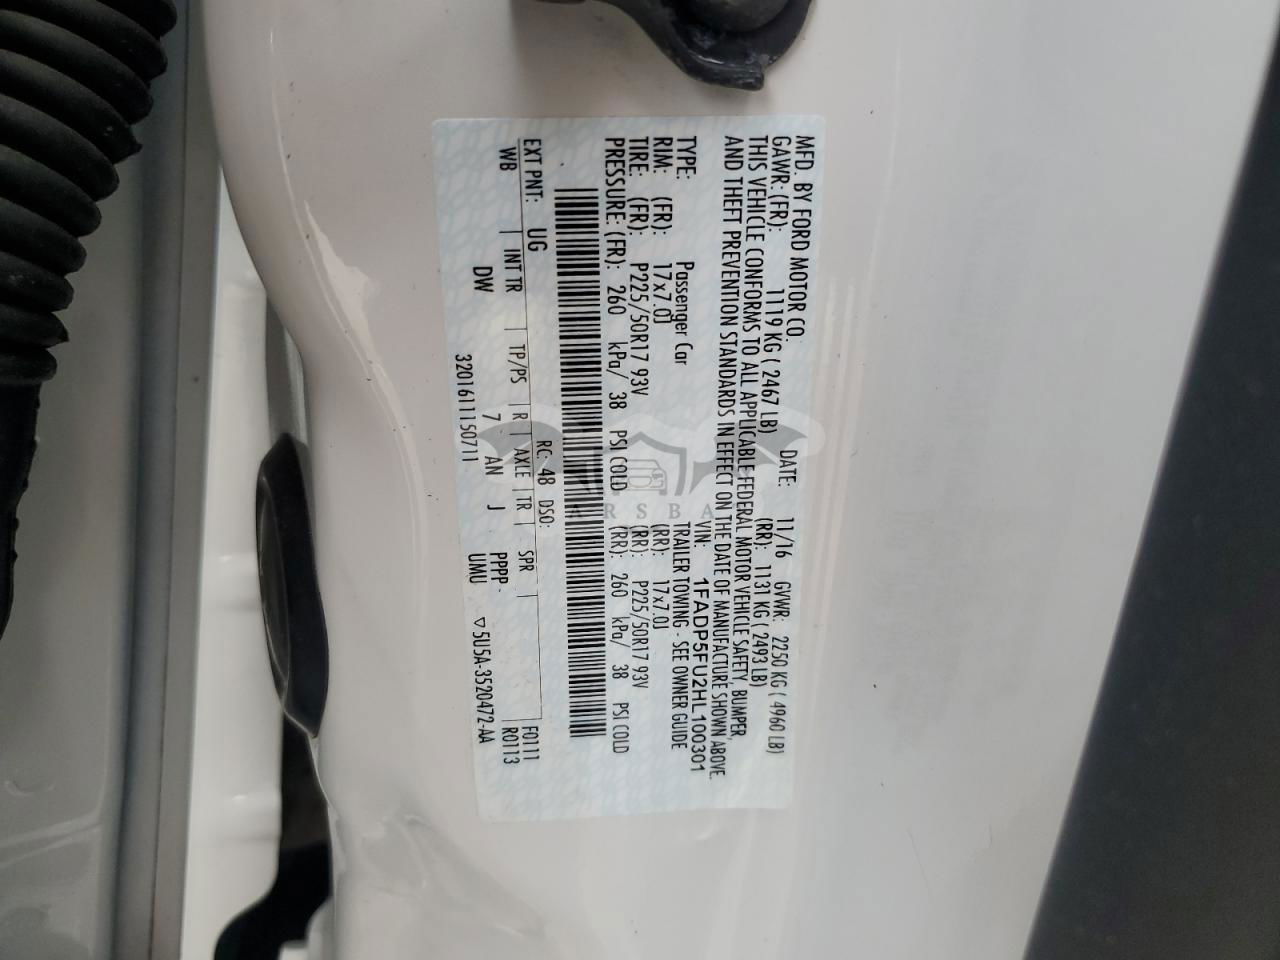 MFD. BY FORD MOTOR CO.
DATE: 11/16 GVWR: 2250 KG ( 4960 LB)
GAWR: (FR): 1119 KG ( 2467 LB) (RR): 1131 KG ( 2493 LB)
THIS VEHICLE CONFORMS TO ALL APPLICABLE FEDERAL MOTOR VEHICLE SAFETY, BUMPER,
AND THEFT PREVENTION STANDARDS IN EFFECT ON THE DATE OF MANUFACTURE SHOWN ABOVE.
VIN: 1FADP5FU2HL100301
TYPE: Passenger Car TRAILER TOWING - SEE OWNER GUIDE
RIM: (FR): 17x7.0J (RR): 17x7.0J
TIRE: (FR): P225/50R17 93V (RR): P225/50R17 93V
PRESSURE: (FR): 260 kPa/ 38 PSI COLD (RR): 260 kPa/ 38 PSI COLD
EXT PNT: UG RC: 48 DSO: F0111
WB INT TR TP/PS R AXLE TR SPR R0113
DW 7 AN J PPPP
UMU
3201611150711 ▽5U5A-3520472-AA
ARSBA